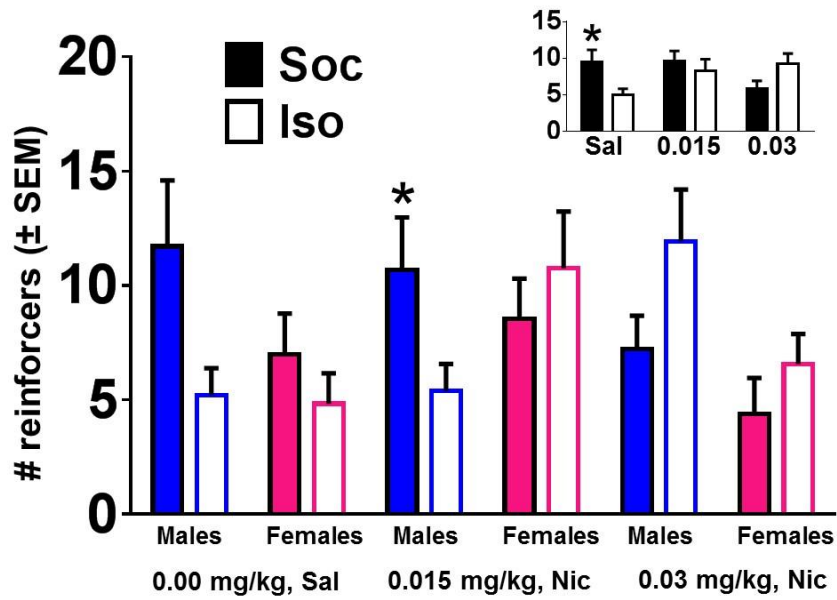 # reinforcers (± SEM)
20
15
10
5
0
Soc
Iso
*
15
10
5
0
*
Sal 0.015 0.03
Males Females Males Females Males Females
0.00 mg/kg, Sal 0.015 mg/kg, Nic 0.03 mg/kg, Nic